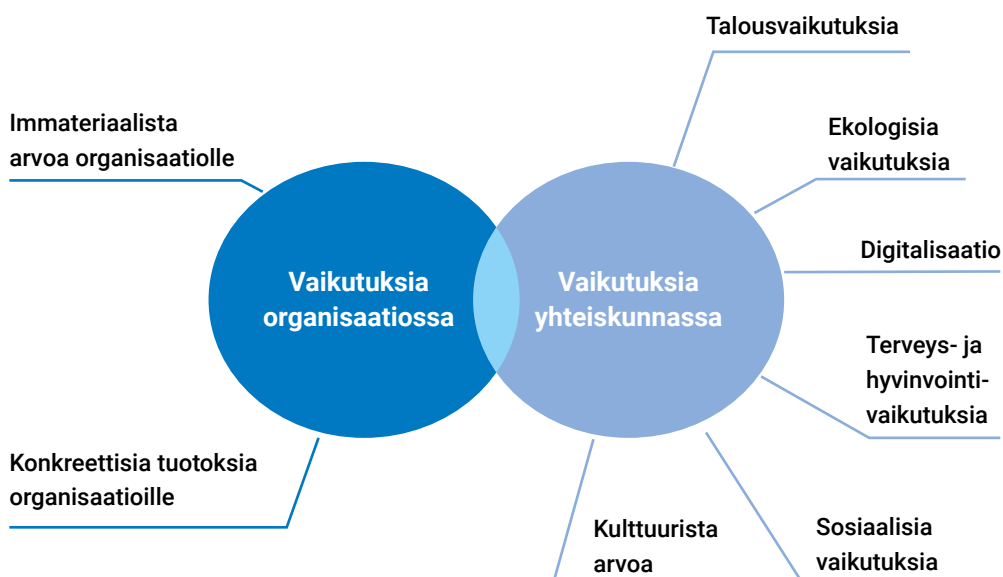 Talousvaikutuksia
Immateriaalista
arvoa organisaatiolle
Ekologisia
vaikutuksia
Digitalisaatio
Vaikutuksia
organisaatiossa
Vaikutuksia
yhteiskunnassa
Terveys- ja
hyvinvointi-
vaikutuksia
Konkreettisia tuotoksia
organisaatioille
Kulttuurista
arvoa
Sosiaalisia
vaikutuksia